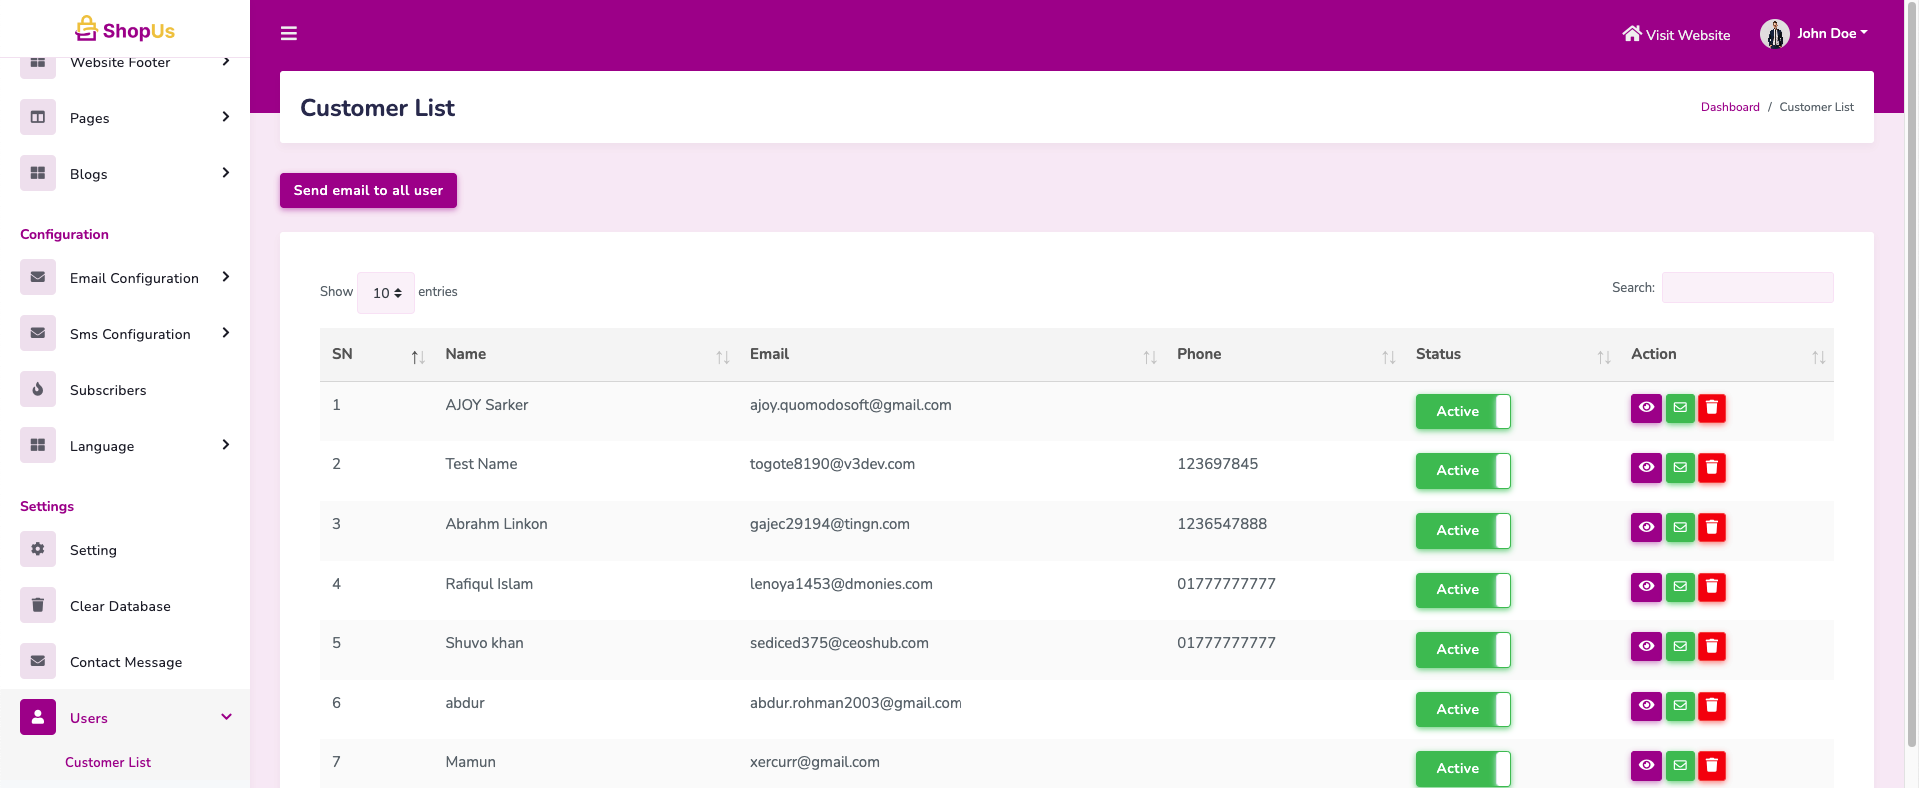 ShopUs
Visit Website
John Doe
Website Footer
Pages
Blogs
Configuration
Email Configuration
Sms Configuration
Subscribers
Language
Settings
Setting
Clear Database
Contact Message
Users
Customer List
Customer List
Dashboard / Customer List
Send email to all user
Show 10 entries
Search:
SN Name Email Phone Status Action
1 AJOY Sarker ajoy.quomodosoft@gmail.com Active
2 Test Name togote8190@v3dev.com 123697845 Active
3 Abrahm Linkon gajec29194@tingn.com 1236547888 Active
4 Rafiqul Islam lenoya1453@dmonies.com 01777777777 Active
5 Shuvo khan sediced375@ceoshub.com 01777777777 Active
6 abdur abdur.rohman2003@gmail.com Active
7 Mamun xercurr@gmail.com Active